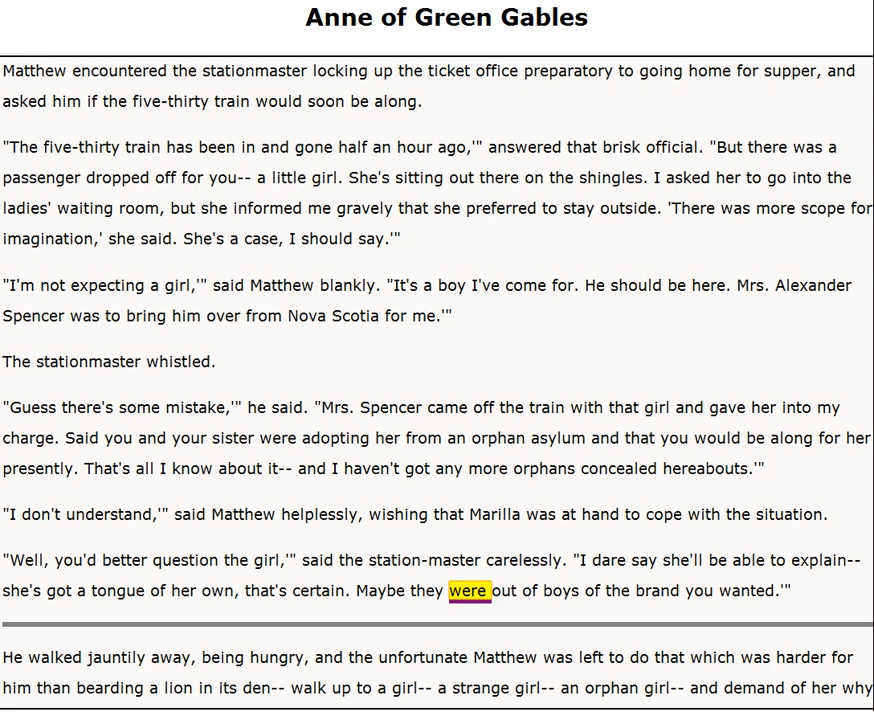 Anne of Green Gables
Matthew encountered the stationmaster locking up the ticket office preparatory to going home for supper, and
asked him if the five-thirty train would soon be along.
"The five-thirty train has been in and gone half an hour ago,'" answered that brisk official. "But there was a
passenger dropped off for you-- a little girl. She's sitting out there on the shingles. I asked her to go into the
ladies' waiting room, but she informed me gravely that she preferred to stay outside. 'There was more scope for
imagination,' she said. She's a case, I should say.'"
"I'm not expecting a girl,'" said Matthew blankly. "It's a boy I've come for. He should be here. Mrs. Alexander
Spencer was to bring him over from Nova Scotia for me.'"
The stationmaster whistled.
"Guess there's some mistake,'" he said. "Mrs. Spencer came off the train with that girl and gave her into my
charge. Said you and your sister were adopting her from an orphan asylum and that you would be along for her
presently. That's all I know about it-- and I haven't got any more orphans concealed hereabouts.'"
"I don't understand,'" said Matthew helplessly, wishing that Marilla was at hand to cope with the situation.
"Well, you'd better question the girl,'" said the station-master carelessly. "I dare say she'll be able to explain--
she's got a tongue of her own, that's certain. Maybe they were out of boys of the brand you wanted.'"
He walked jauntily away, being hungry, and the unfortunate Matthew was left to do that which was harder for
him than bearding a lion in its den-- walk up to a girl-- a strange girl-- an orphan girl-- and demand of her why